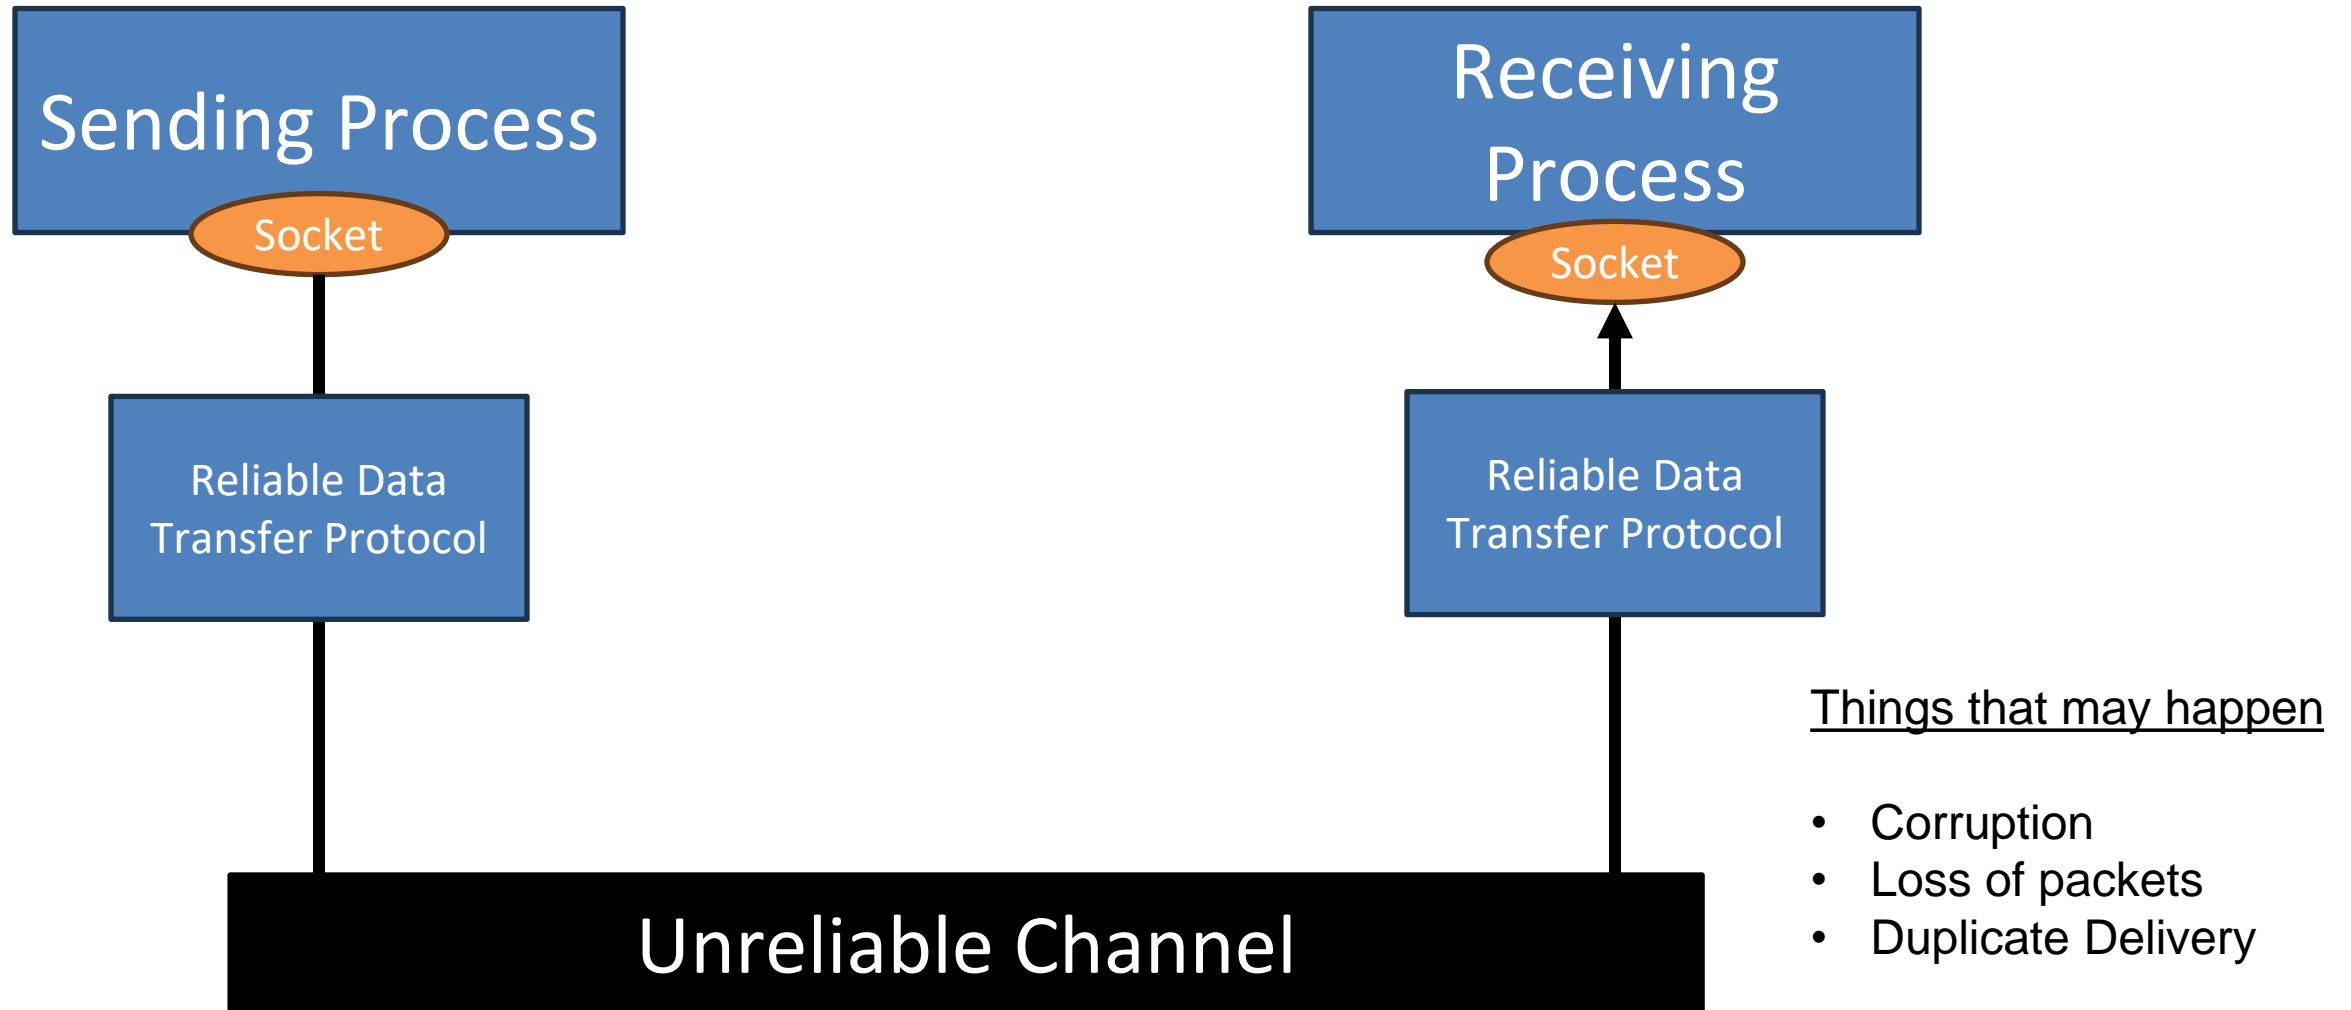 Sending Process
Socket
Receiving
Process
Socket
Reliable Data
Transfer Protocol
Reliable Data
Transfer Protocol
Things that may happen
• Corruption
• Loss of packets
• Duplicate Delivery
Unreliable Channel